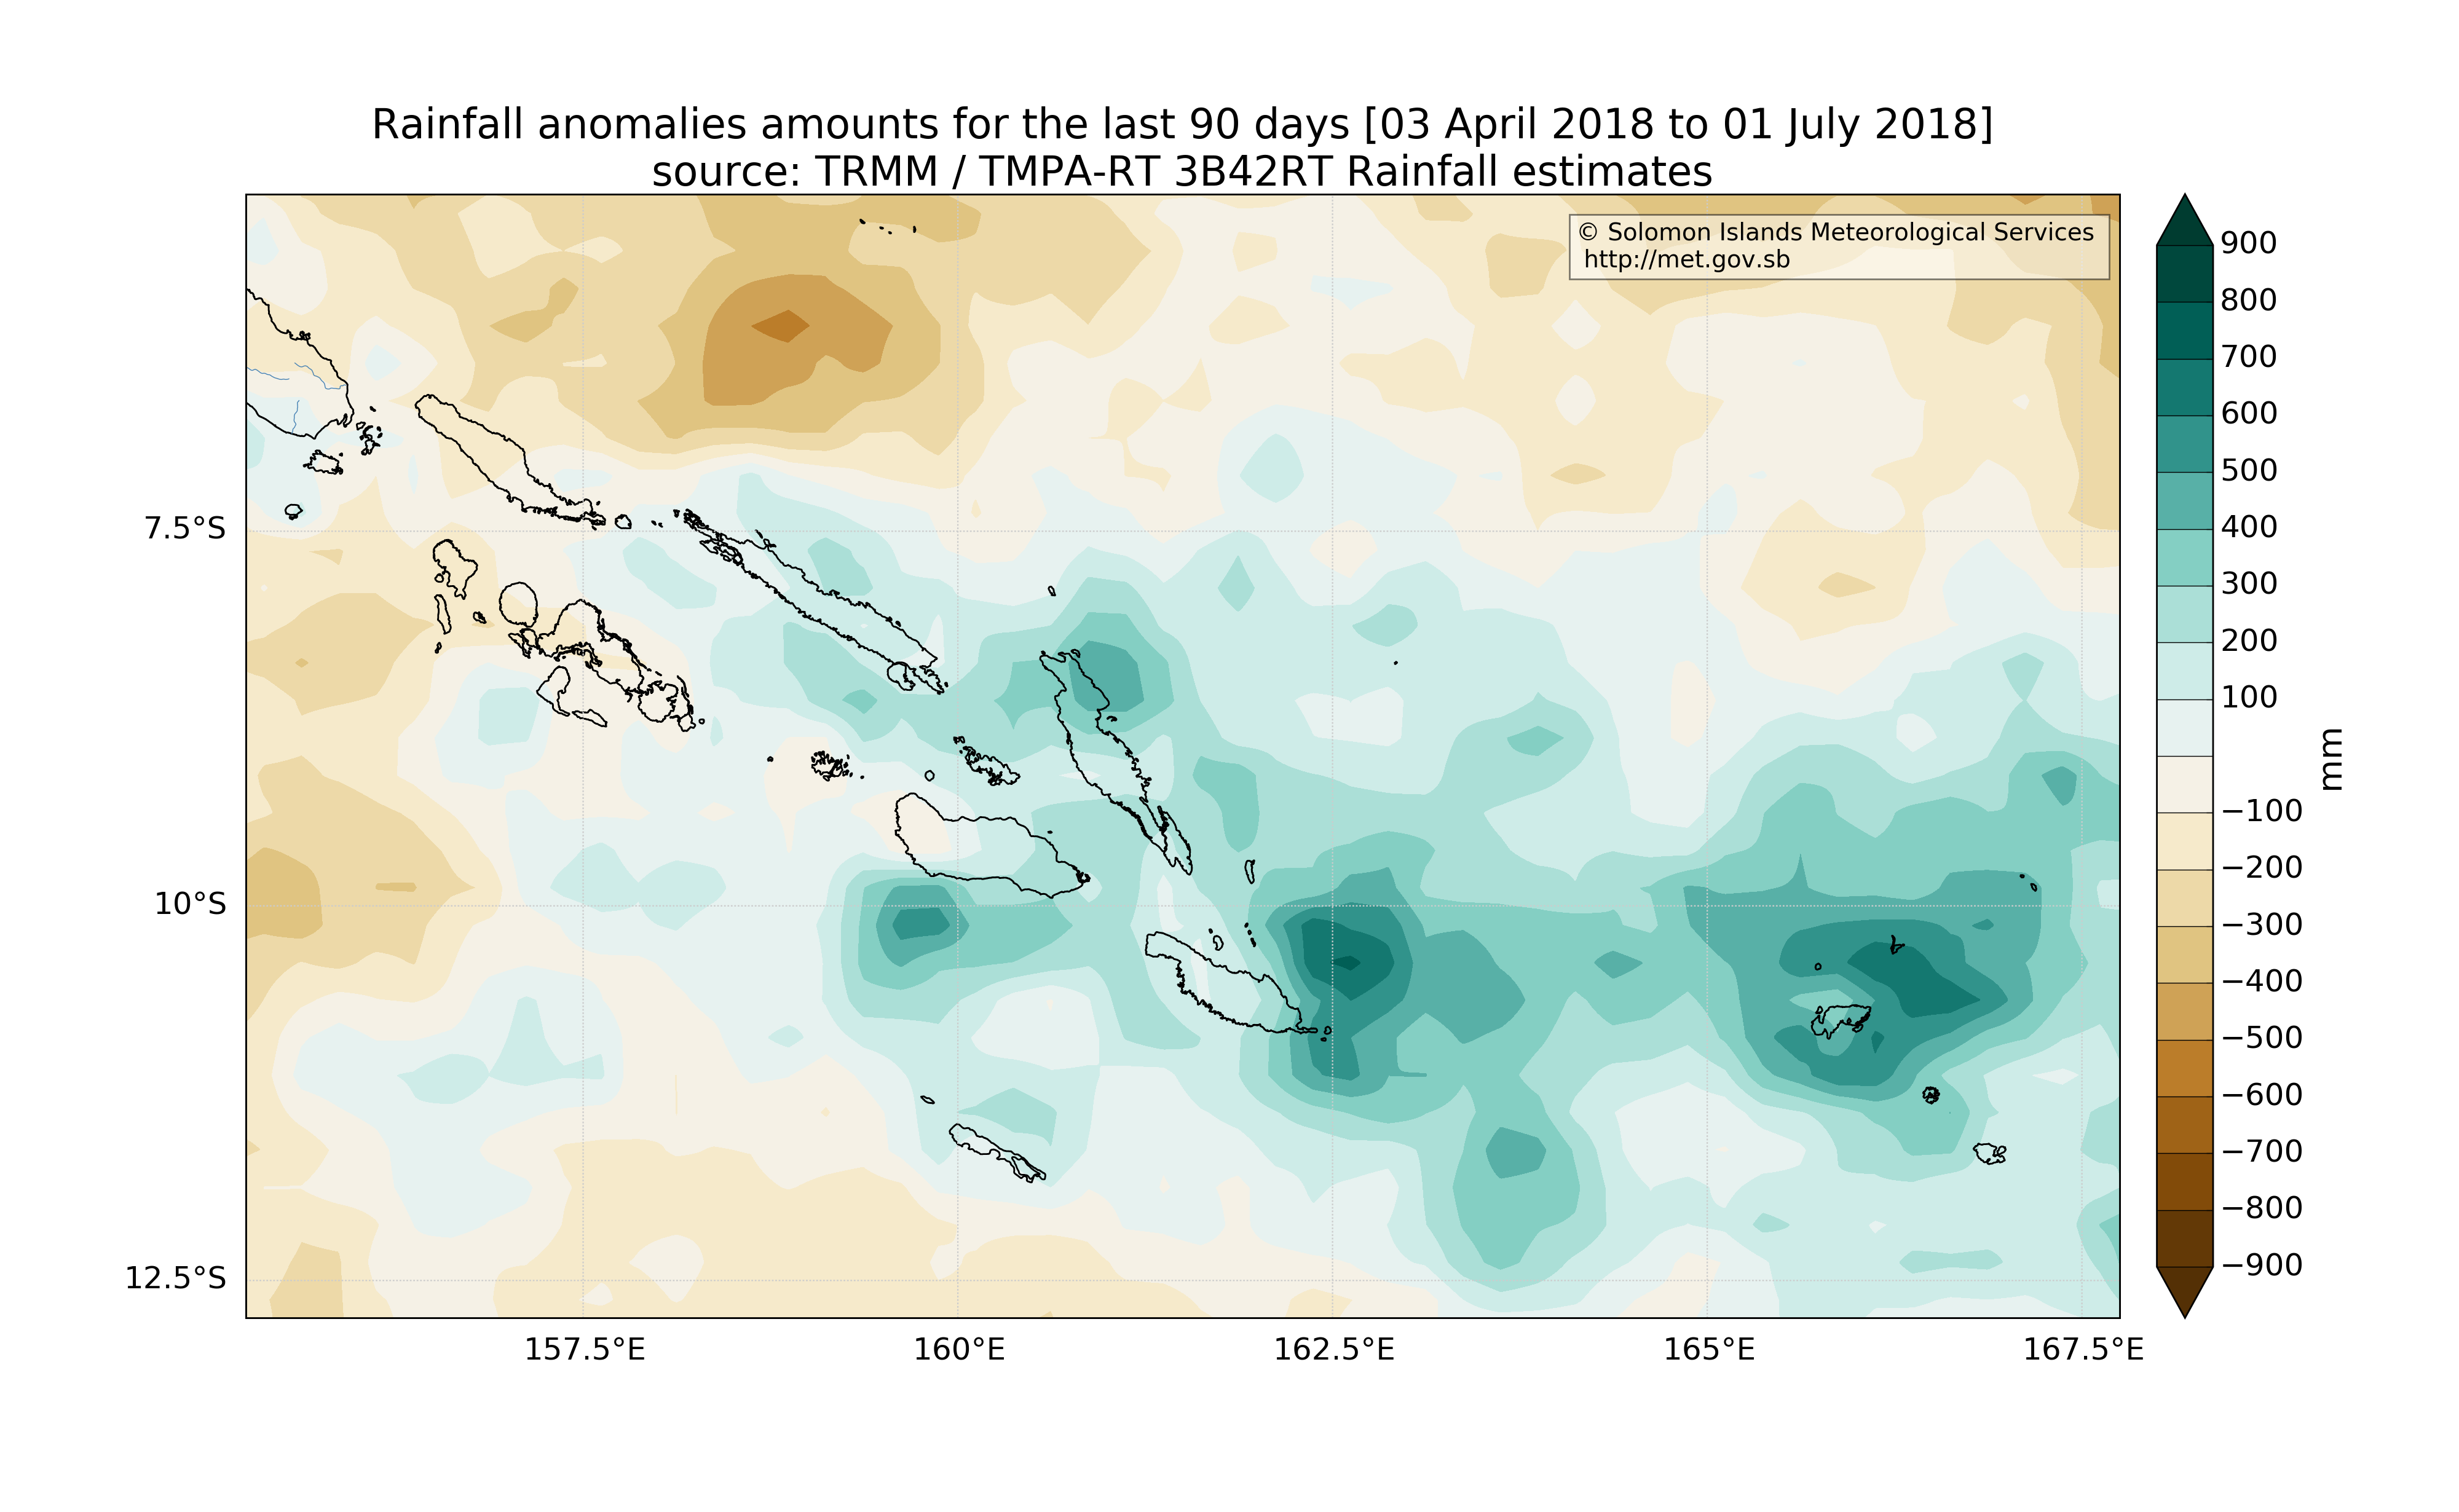 Rainfall anomalies amounts for the last 90 days [03 April 2018 to 01 July 2018]
source: TRMM / TMPA-RT 3B42RT Rainfall estimates
© Solomon Islands Meteorological Services
http://met.gov.sb
7.5°S
10°S
12.5°S
157.5°E
160°E
162.5°E
165°E
167.5°E
900
800
700
600
500
400
300
200
100
−100
−200
−300
−400
−500
−600
−700
−800
−900
mm